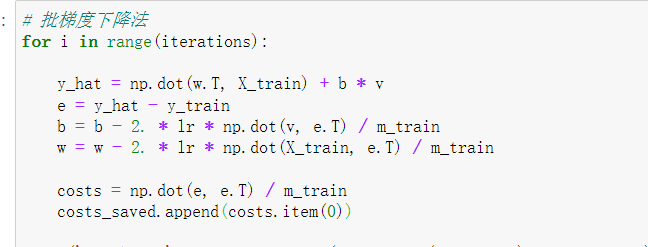 : # 批梯度下降法
for i in range(iterations):
y_hat = np.dot(w.T, X_train) + b * v
e = y_hat - y_train
b = b - 2. * lr * np.dot(v, e.T) / m_train
w = w - 2. * lr * np.dot(X_train, e.T) / m_train
costs = np.dot(e, e.T) / m_train
costs_saved.append(costs.item(0))